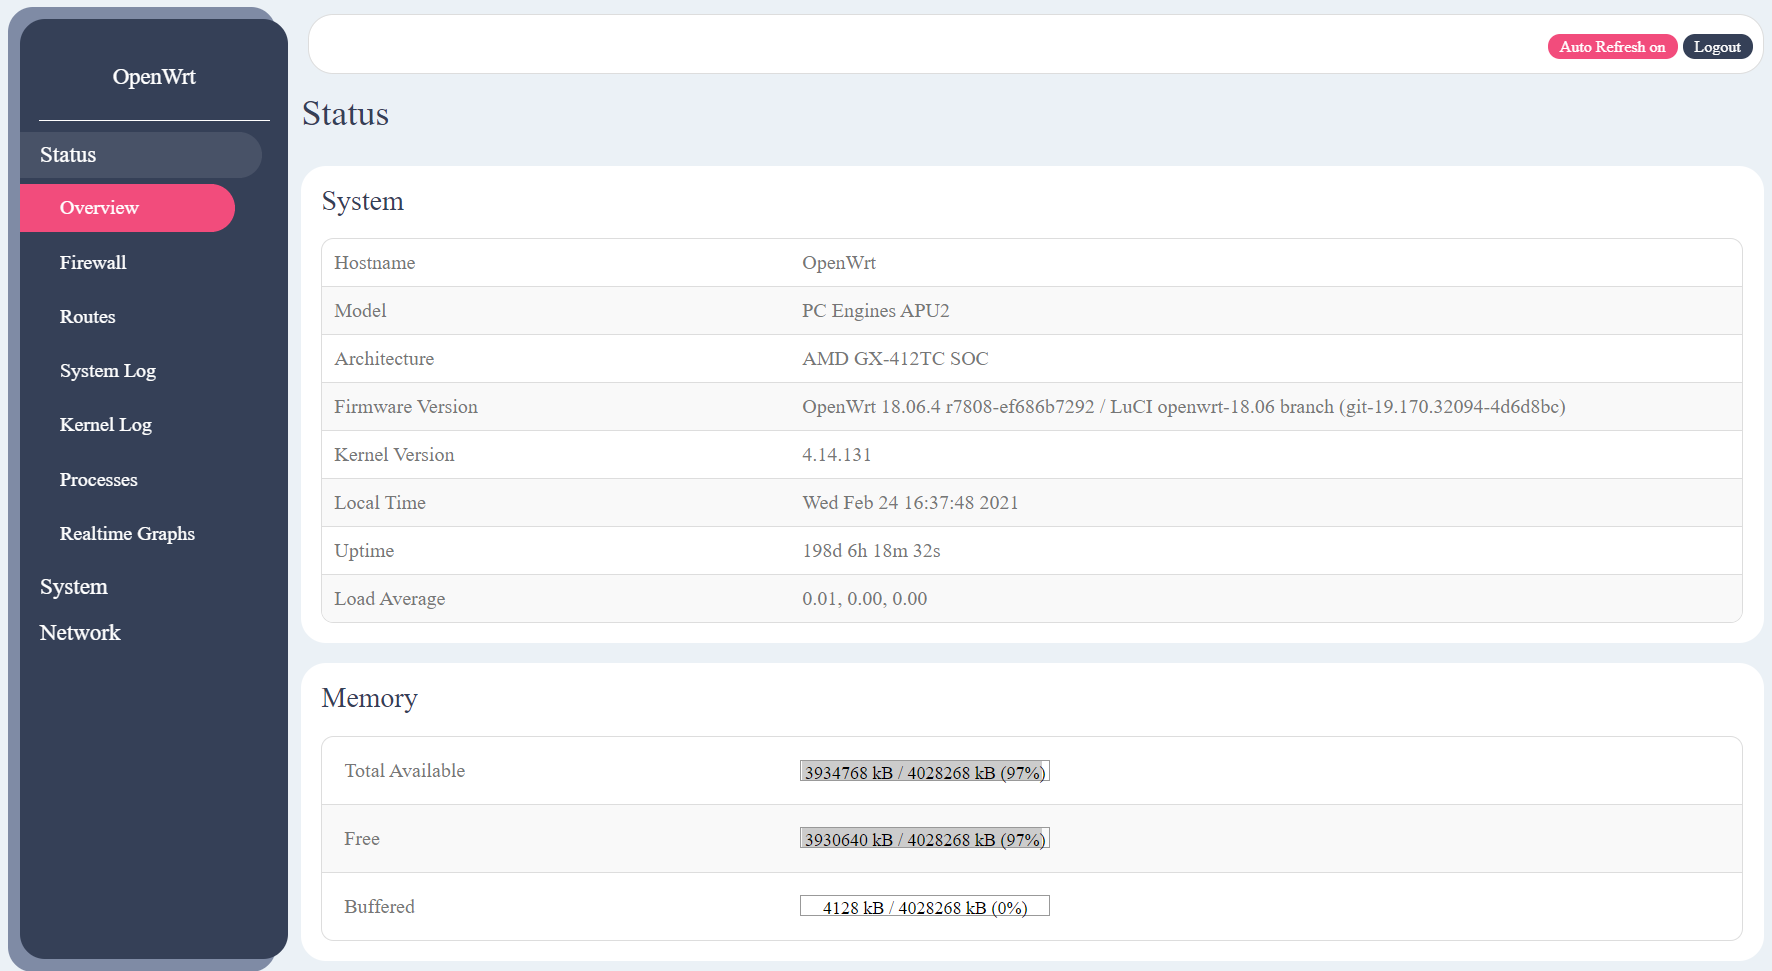 OpenWrt
Status
Overview
Firewall
Routes
System Log
Kernel Log
Processes
Realtime Graphs
System
Network
Auto Refresh on Logout
Status
System
Hostname OpenWrt
Model PC Engines APU2
Architecture AMD GX-412TC SOC
Firmware Version OpenWrt 18.06.4 r7808-ef686b7292 / LuCI openwrt-18.06 branch (git-19.170.32094-4d6d8bc)
Kernel Version 4.14.131
Local Time Wed Feb 24 16:37:48 2021
Uptime 198d 6h 18m 32s
Load Average 0.01, 0.00, 0.00
Memory
Total Available 3934768 kB / 4028268 kB (97%)
Free 3930640 kB / 4028268 kB (97%)
Buffered 4128 kB / 4028268 kB (0%)